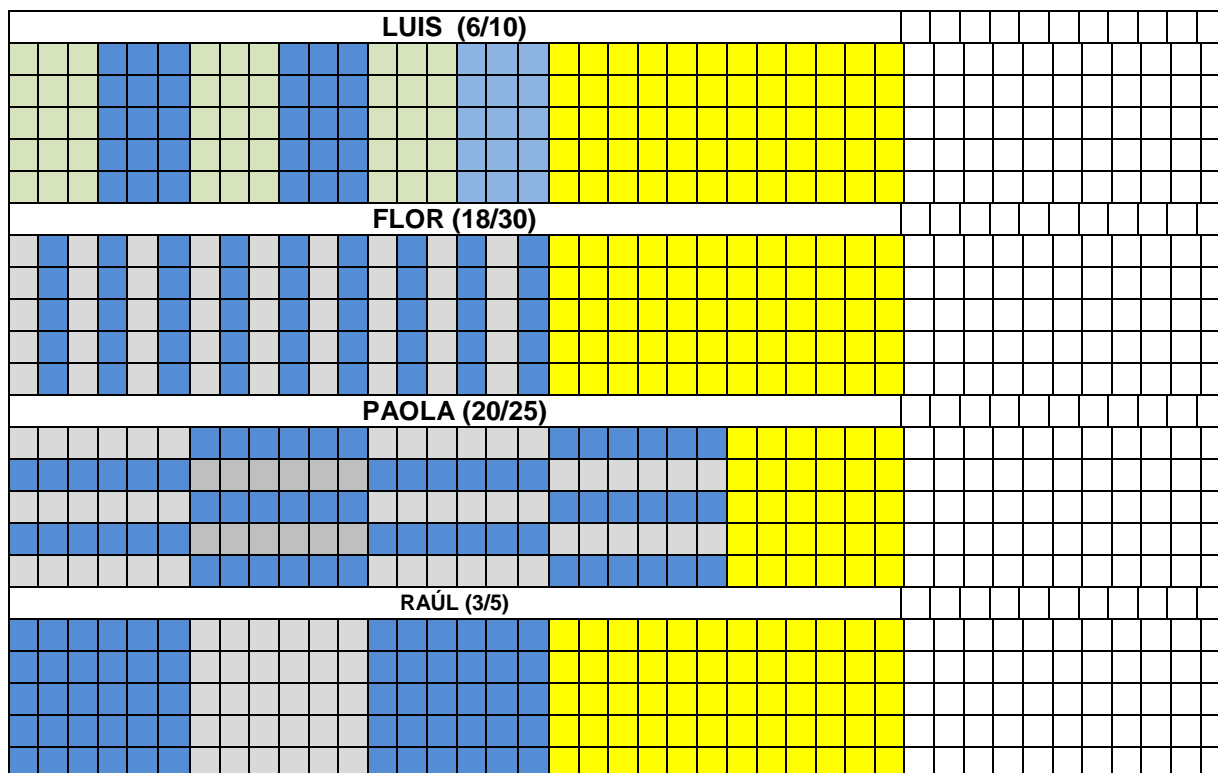 LUIS (6/10)
FLOR (18/30)
PAOLA (20/25)
RAÚL (3/5)